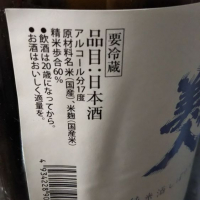 要冷蔵
品目：日本酒
アルコール分17度
原材料名 米(国産)、米麹(国産米)
精米歩合60%
●飲酒は20歳になってから。
●お酒はおいしく適量を。